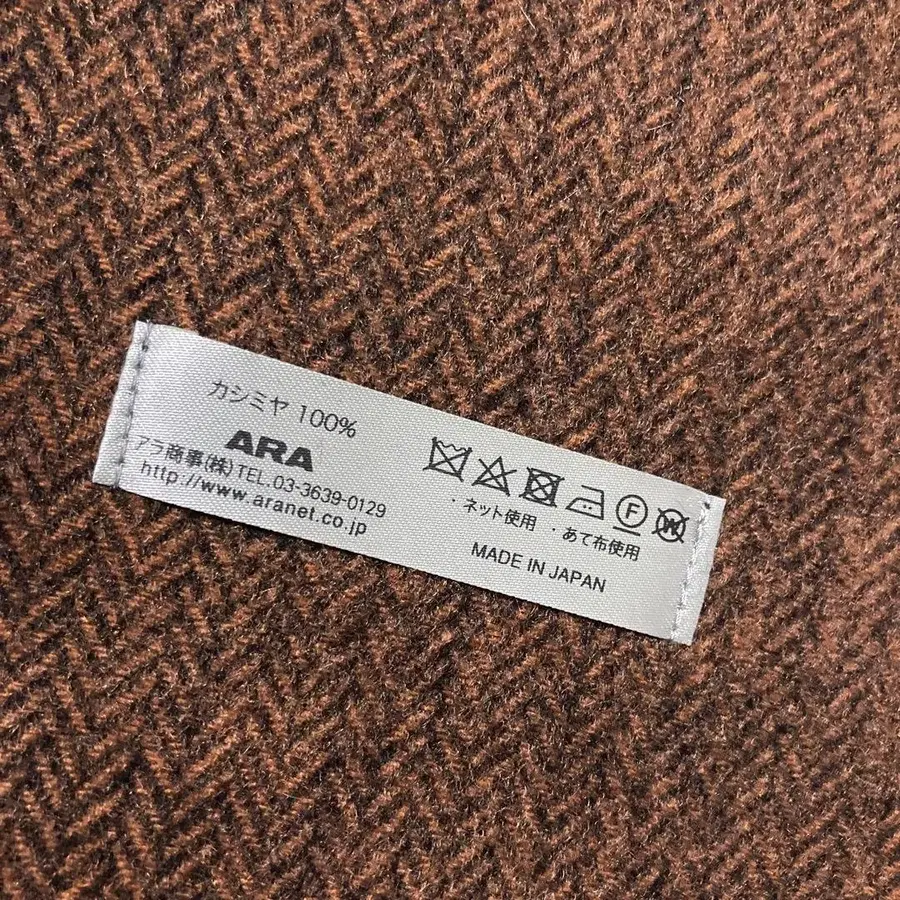 カシミヤ 100%
ARA
アラ商事(株)TEL.03-3639-0129
http://www.aranet.co.jp
F W
・ネット使用 ・あて布使用
MADE IN JAPAN